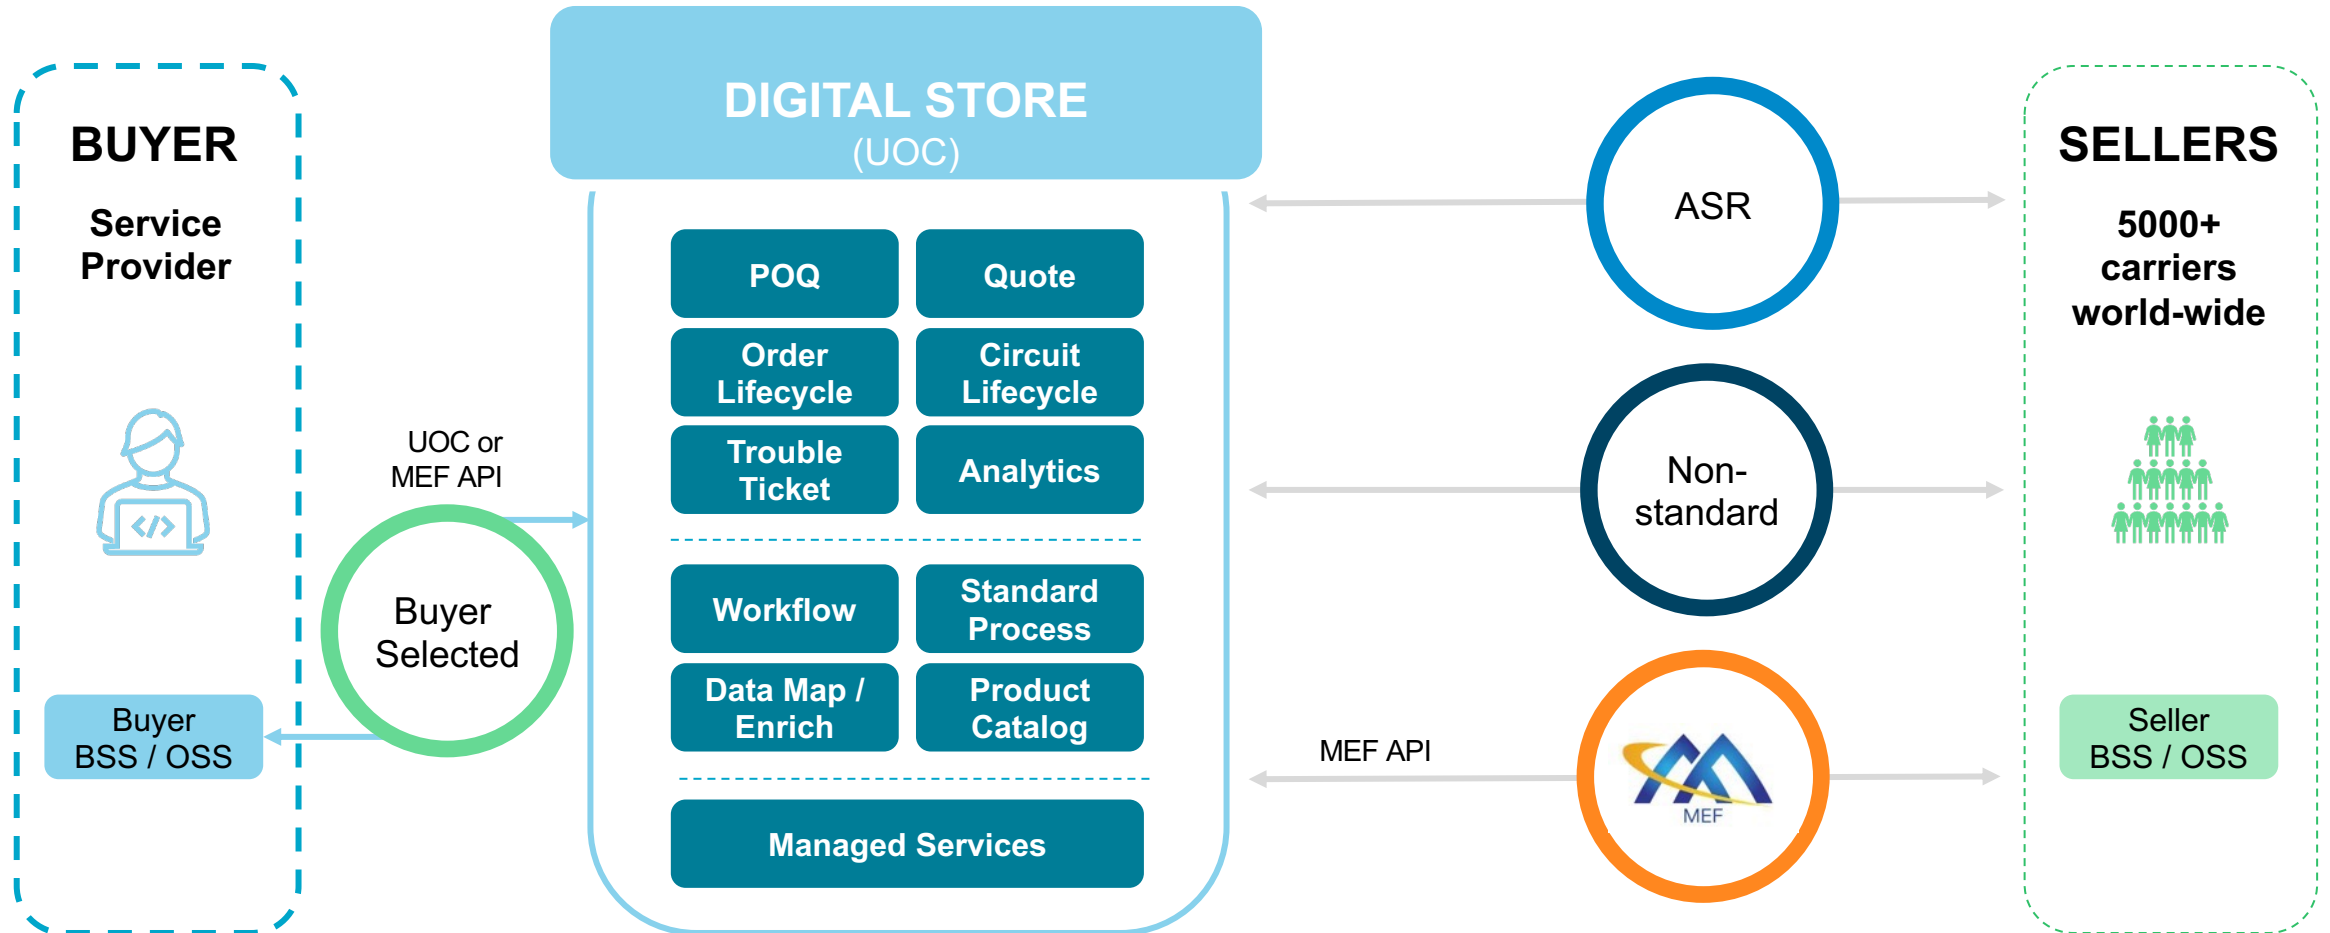 BUYER
Service
Provider
</>
Buyer
BSS / OSS
UOC or
MEF API
Buyer
Selected
DIGITAL STORE
(UOC)
POQ
Quote
Order
Lifecycle
Circuit
Lifecycle
Trouble
Ticket
Analytics
Workflow
Standard
Process
Data Map /
Enrich
Product
Catalog
Managed Services
ASR
Non-
standard
MEF API
MEF
SELLERS
5000+
carriers
world-wide
Seller
BSS / OSS